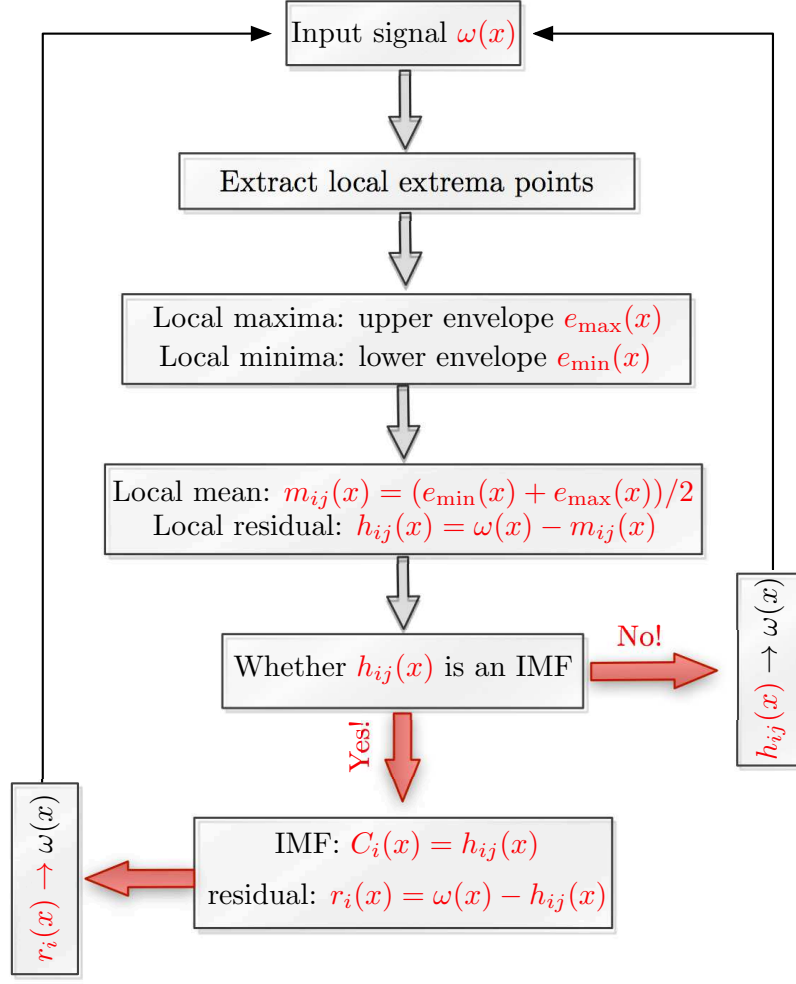 Input signal ω(x)
Extract local extrema points
Local maxima: upper envelope e_max(x)
Local minima: lower envelope e_min(x)
Local mean: m_ij(x) = (e_min(x) + e_max(x))/2
Local residual: h_ij(x) = ω(x) − m_ij(x)
Whether h_ij(x) is an IMF
No!
h_ij(x) → ω(x)
Yes!
IMF: C_i(x) = h_ij(x)
residual: r_i(x) = ω(x) − h_ij(x)
r_i(x) → ω(x)